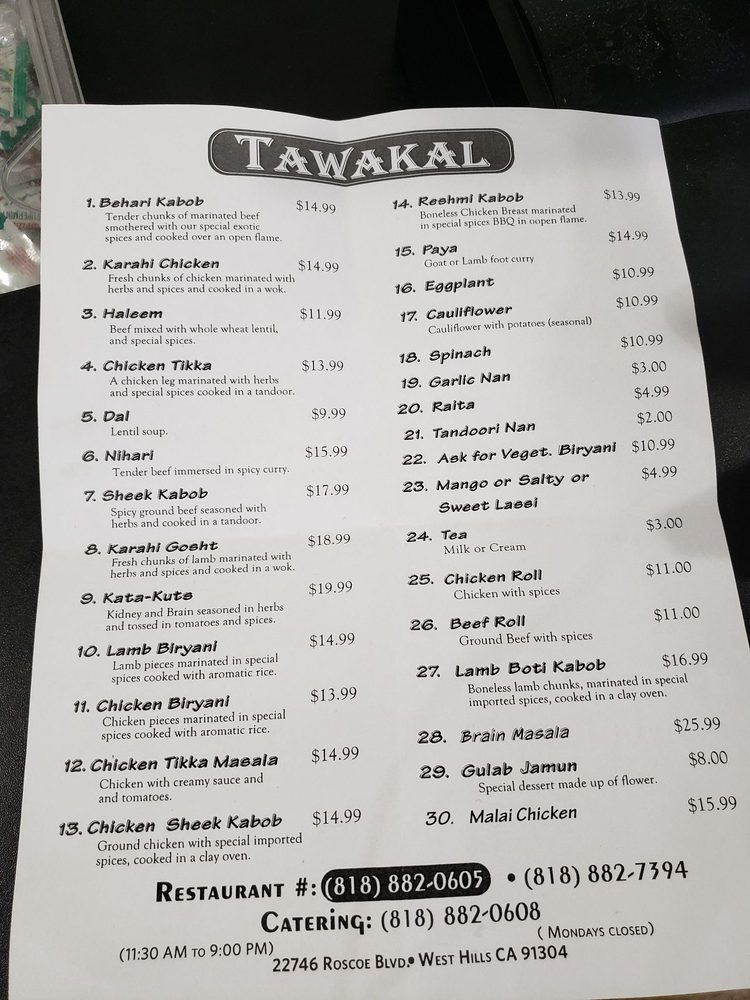 TAWAKAL
1. Behari Kabob $14.99
Tender chunks of marinated beef
smothered with our special exotic
spices and cooked over an open flame.
2. Karahi Chicken $14.99
Fresh chunks of chicken marinated with
herbs and spices and cooked in a wok.
3. Haleem $11.99
Beef mixed with whole wheat lentil,
and special spices.
4. Chicken Tikka $13.99
A chicken leg marinated with herbs
and special spices cooked in a tandoor.
5. Dal $9.99
Lentil soup.
6. Nihari $15.99
Tender beef immersed in spicy curry.
7. Sheek Kabob $17.99
Spicy ground beef seasoned with
herbs and cooked in a tandoor.
8. Karahi Gosht $18.99
Fresh chunks of lamb marinated with
herbs and spices and cooked in a wok.
9. Kata-Kuts $19.99
Kidney and Brain seasoned in herbs
and tossed in tomatoes and spices.
10. Lamb Biryani $14.99
Lamb pieces marinated in special
spices cooked with aromatic rice.
11. Chicken Biryani $13.99
Chicken pieces marinated in special
spices cooked with aromatic rice.
12. Chicken Tikka Masala $14.99
Chicken with creamy sauce and
and tomatoes.
13. Chicken Sheek Kabob $14.99
Ground chicken with special imported
spices, cooked in a clay oven.
14. Reshmi Kabob $13.99
Boneless Chicken Breast marinated
in special spices BBQ in oopen flame.
15. Paya $14.99
Goat or Lamb foot curry
16. Eggplant $10.99
17. Cauliflower $10.99
Cauliflower with potatoes (seasonal)
18. Spinach $10.99
19. Garlic Nan $3.00
20. Raita $4.99
21. Tandoori Nan $2.00
22. Ask for Veget. Biryani $10.99
23. Mango or Salty or $4.99
Sweet Lassi
24. Tea $3.00
Milk or Cream
25. Chicken Roll $11.00
Chicken with spices
26. Beef Roll $11.00
Ground Beef with spices
27. Lamb Boti Kabob $16.99
Boneless lamb chunks, marinated in special
imported spices, cooked in a clay oven.
28. Brain Masala $25.99
29. Gulab Jamun $8.00
Special dessert made up of flower.
30. Malai Chicken $15.99
RESTAURANT #: (818) 882-0605 • (818) 882-7394
CATERING: (818) 882-0608
(11:30 AM TO 9:00 PM) ( MONDAYS CLOSED)
22746 ROSCOE BLVD.• WEST HILLS CA 91304